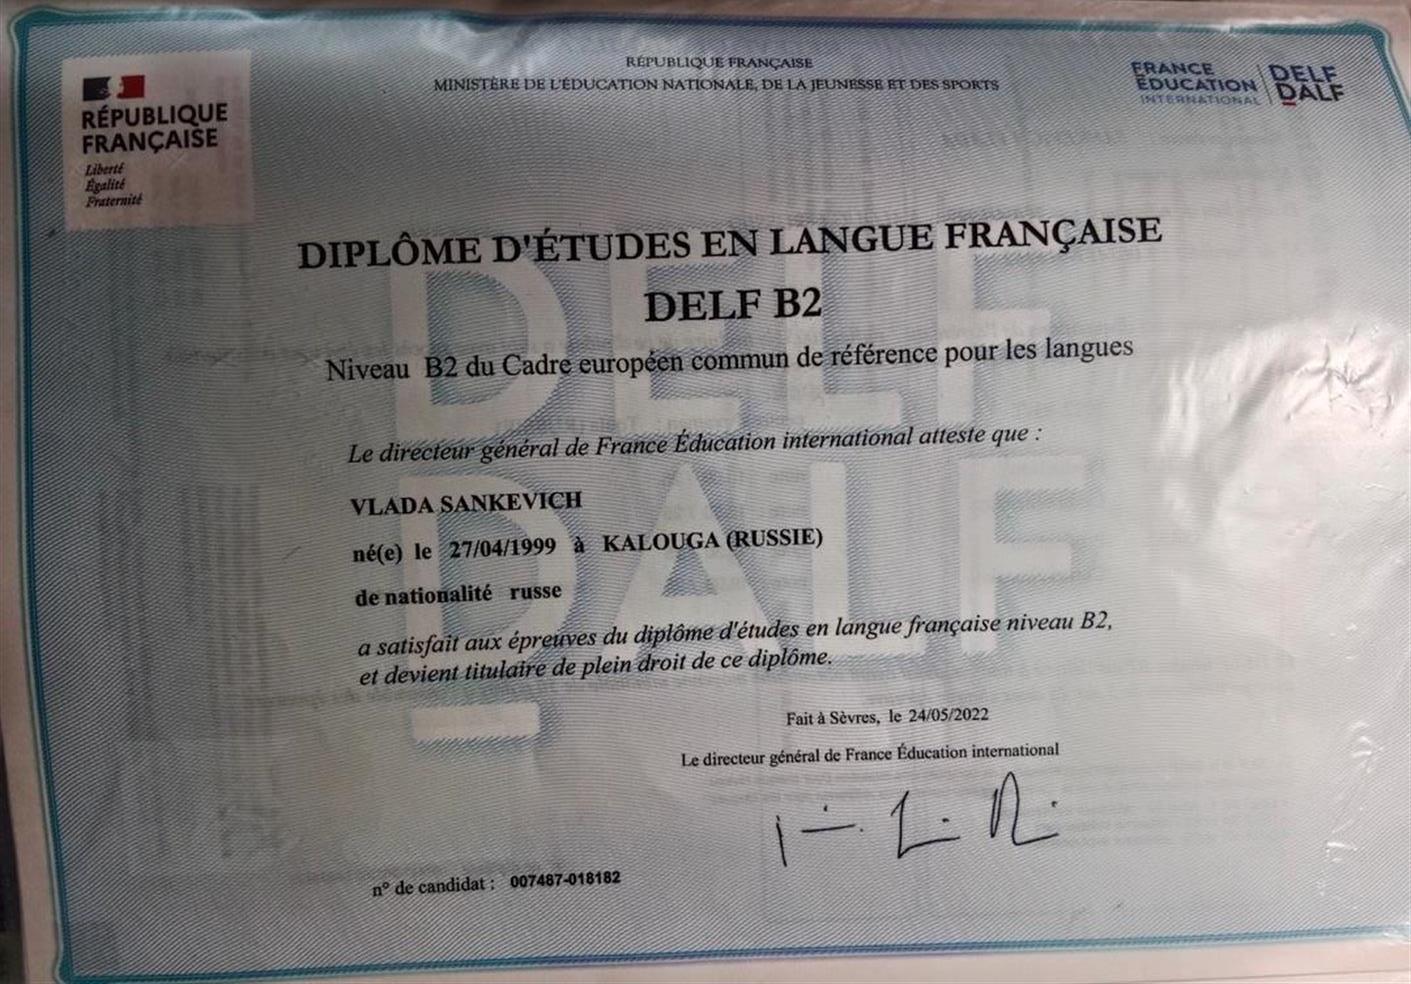 RÉPUBLIQUE FRANÇAISE
MINISTÈRE DE L'ÉDUCATION NATIONALE, DE LA JEUNESSE ET DES SPORTS
RÉPUBLIQUE
FRANÇAISE
Liberté
Égalité
Fraternité
FRANCE
ÉDUCATION
INTERNATIONAL
DELF
DALF
DIPLÔME D'ÉTUDES EN LANGUE FRANÇAISE
DELF B2
Niveau B2 du Cadre européen commun de référence pour les langues
DELF
DALF
Le directeur général de France Éducation international atteste que :
VLADA SANKEVICH
né(e) le 27/04/1999 à KALOUGA (RUSSIE)
de nationalité russe
a satisfait aux épreuves du diplôme d'études en langue française niveau B2,
et devient titulaire de plein droit de ce diplôme.
Fait à Sèvres, le 24/05/2022
Le directeur général de France Éducation international
n° de candidat : 007487-018182